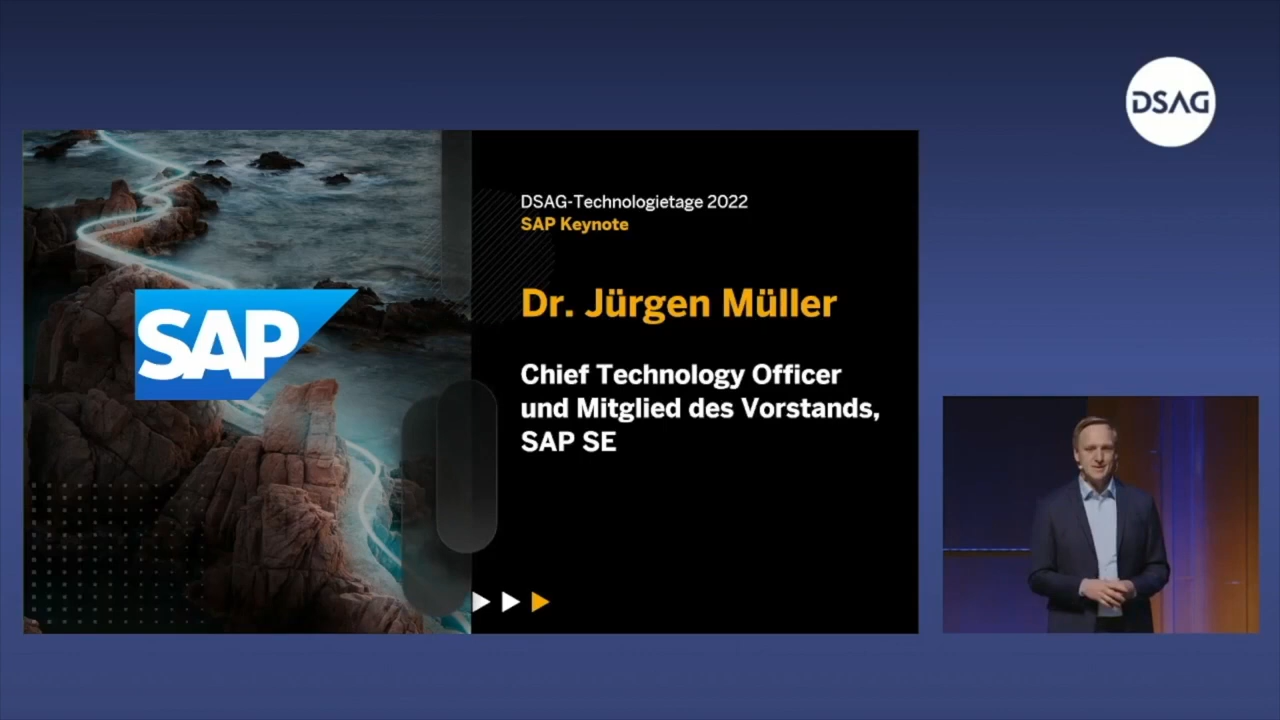 DSAG
DSAG-Technologietage 2022
SAP Keynote
Dr. Jürgen Müller
SAP
Chief Technology Officer
und Mitglied des Vorstands,
SAP SE